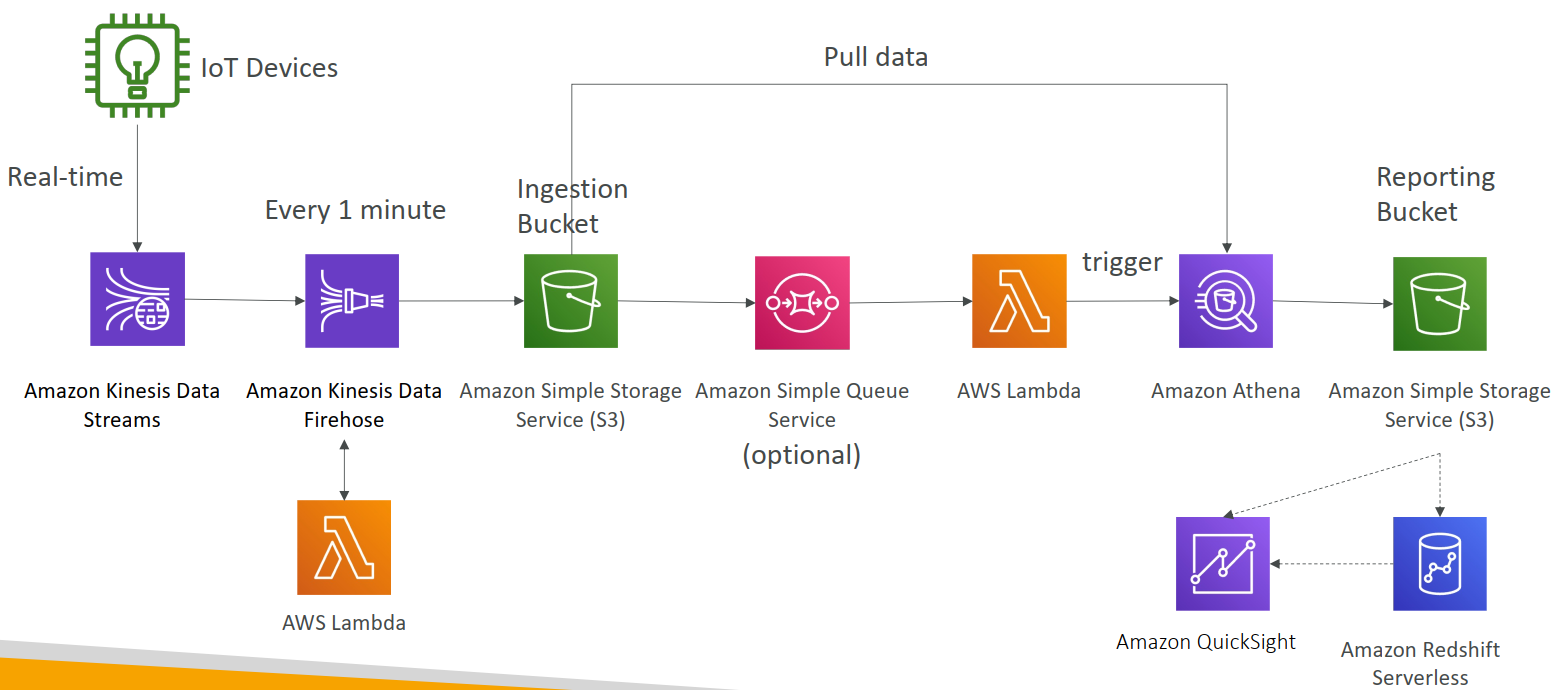 IoT Devices
Pull data
Real-time
Every 1 minute
Ingestion
Bucket
Reporting
Bucket
trigger
Amazon Kinesis Data
Streams
Amazon Kinesis Data
Firehose
Amazon Simple Storage
Service (S3)
Amazon Simple Queue
Service
(optional)
AWS Lambda
Amazon Athena
Amazon Simple Storage
Service (S3)
AWS Lambda
Amazon QuickSight
Amazon Redshift
Serverless